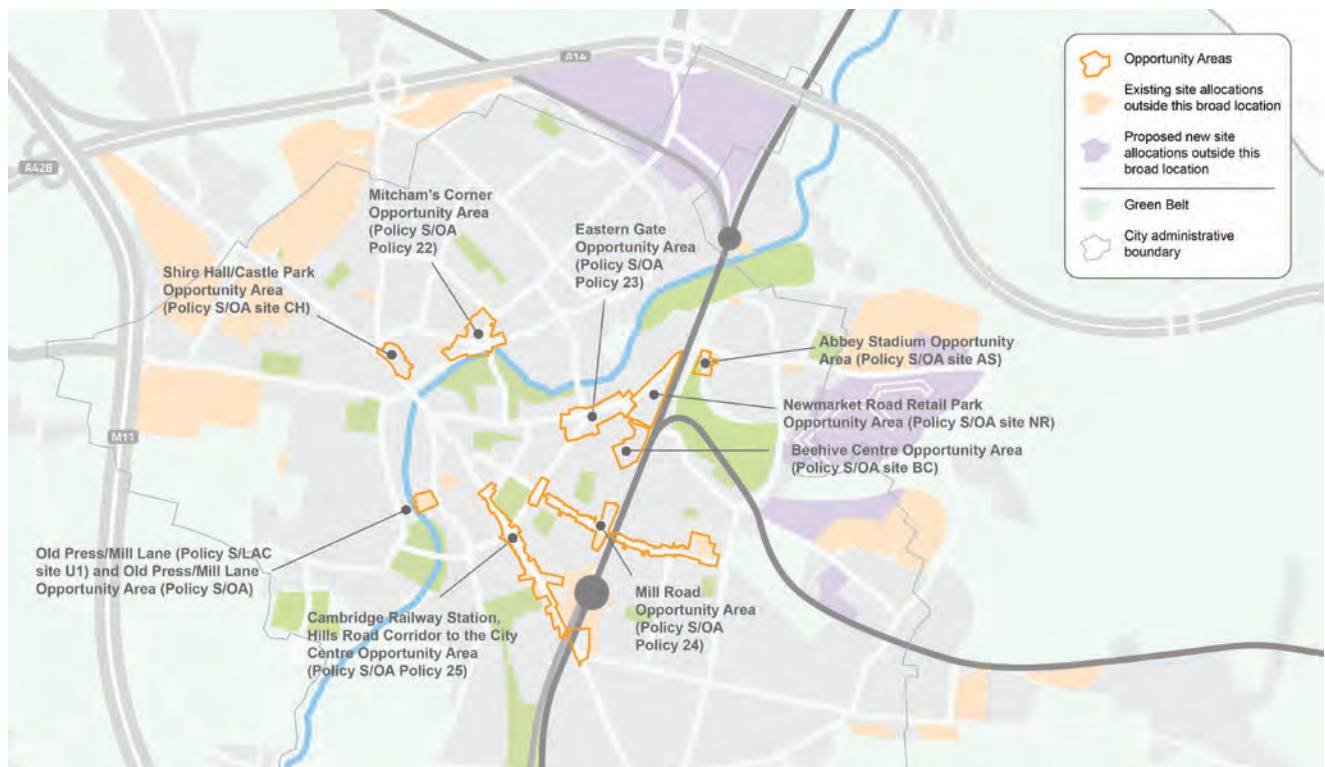 A14
A428
M11
Opportunity Areas
Existing site allocations
outside this broad location
Proposed new site
allocations outside this
broad location
Green Belt
City administrative
boundary
Mitcham's Corner
Opportunity Area
(Policy S/OA
Policy 22)
Eastern Gate
Opportunity Area
(Policy S/OA
Policy 23)
Shire Hall/Castle Park
Opportunity Area
(Policy S/OA site CH)
Abbey Stadium Opportunity
Area (Policy S/OA site AS)
Newmarket Road Retail Park
Opportunity Area (Policy S/OA site NR)
Beehive Centre Opportunity Area
(Policy S/OA site BC)
Old Press/Mill Lane (Policy S/LAC
site U1) and Old Press/Mill Lane
Opportunity Area (Policy S/OA)
Cambridge Railway Station,
Hills Road Corridor to the City
Centre Opportunity Area
(Policy S/OA Policy 25)
Mill Road
Opportunity Area
(Policy S/OA
Policy 24)